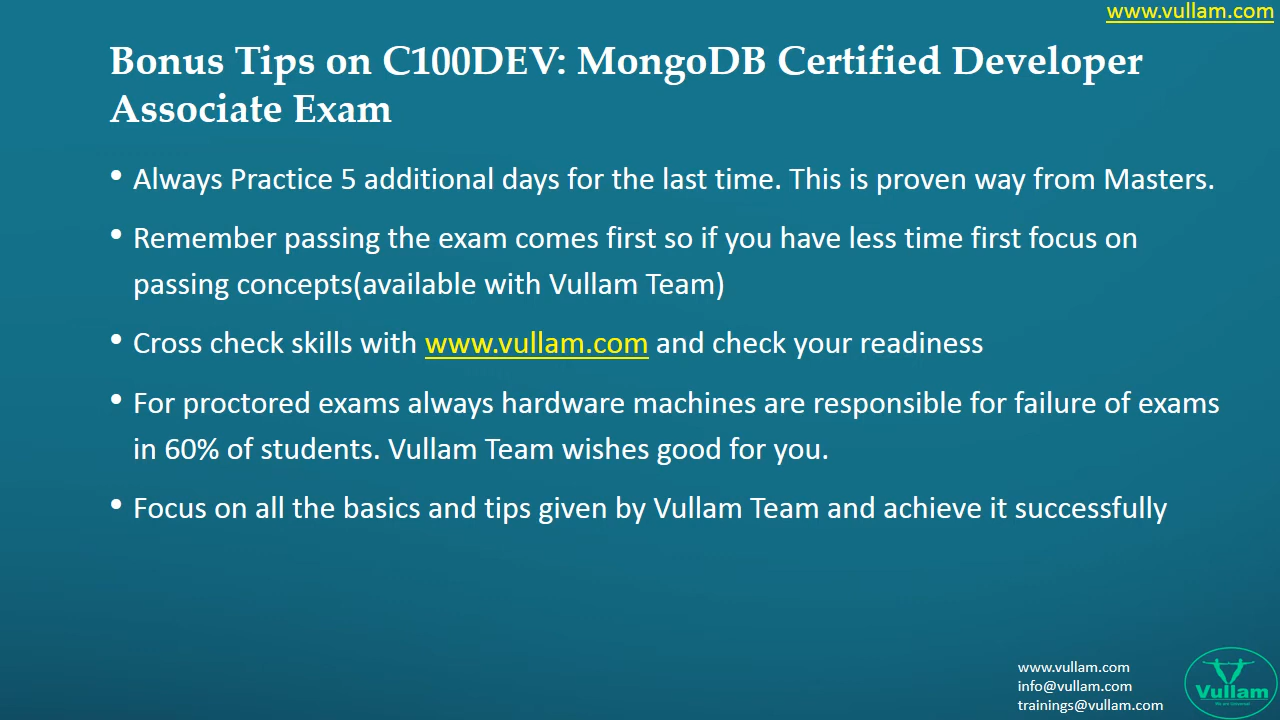 www.vullam.com
Bonus Tips on C100DEV: MongoDB Certified Developer
Associate Exam
• Always Practice 5 additional days for the last time. This is proven way from Masters.
• Remember passing the exam comes first so if you have less time first focus on
passing concepts(available with Vullam Team)
• Cross check skills with www.vullam.com and check your readiness
• For proctored exams always hardware machines are responsible for failure of exams
in 60% of students. Vullam Team wishes good for you.
• Focus on all the basics and tips given by Vullam Team and achieve it successfully
www.vullam.com
info@vullam.com
trainings@vullam.com
Vullam
We are Universal